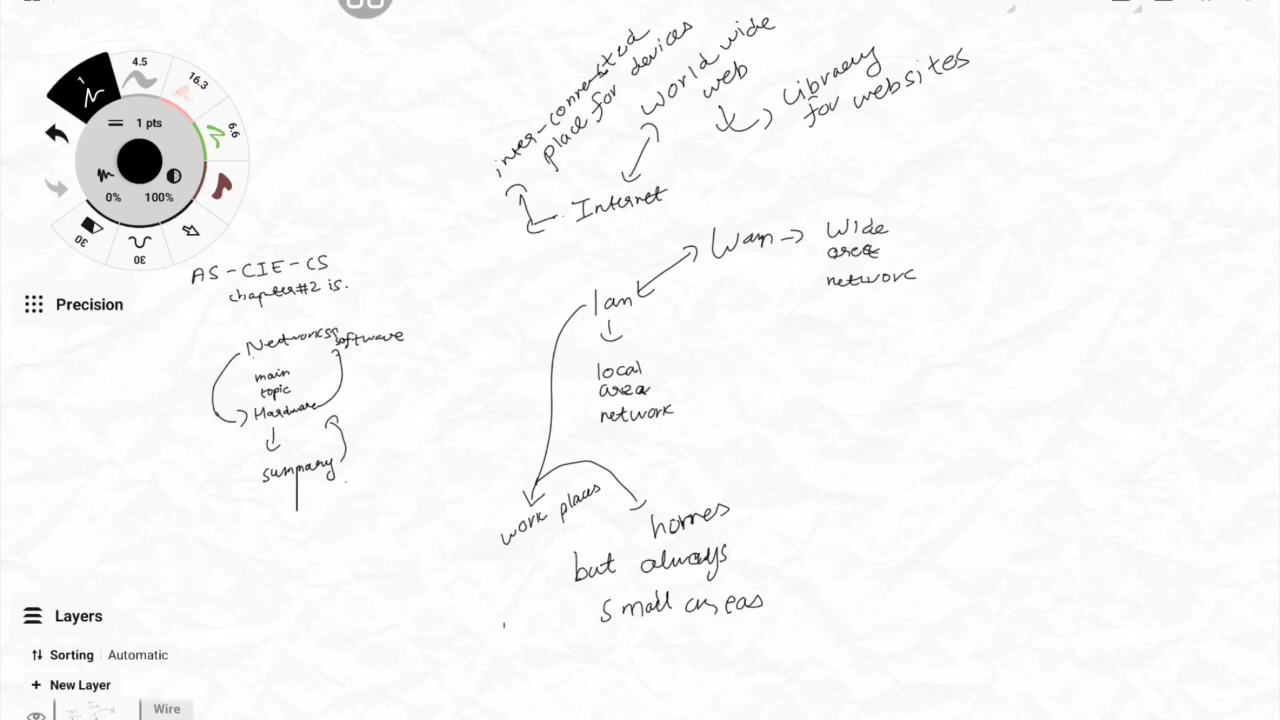 4.5
16.3
6.6
1
1 pts
0%
100%
30
30
30
Precision
AS-CIE-CS
chapter#2 is.
Networks software
main
topic
Hardware
summary
inter-connected
place for devices
World wide
web
Library
for websites
Internet
Wan
Wide
area
network
lan
local
area
network
work places
homes
but always
small areas
Layers
Sorting Automatic
+ New Layer
Wire